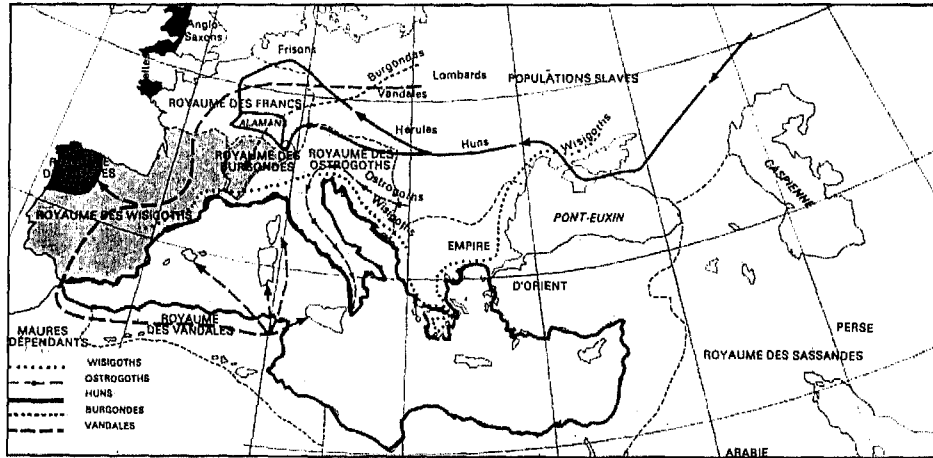 Anglo-
Saxons
Frisons
Burgondes
Lombards
Vandales
POPULATIONS SLAVES
ROYAUME DES FRANCS
ALAMANS
Hérules
Huns
Wisigoths
ROYAUME DES
BURGONDES
ROYAUME DES
OSTROGOTHS
Ostrogoths
Wisigoths
ROYAUME DES WISIGOTHS
CASPIENNE
PONT-EUXIN
EMPIRE
D'ORIENT
ROYAUME
DES VANDALES
MAURES
DÉPENDANTS
PERSE
ROYAUME DES SASSANDES
ARABIE
WISIGOTHS
OSTROGOTHS
HUNS
BURGONDES
VANDALES